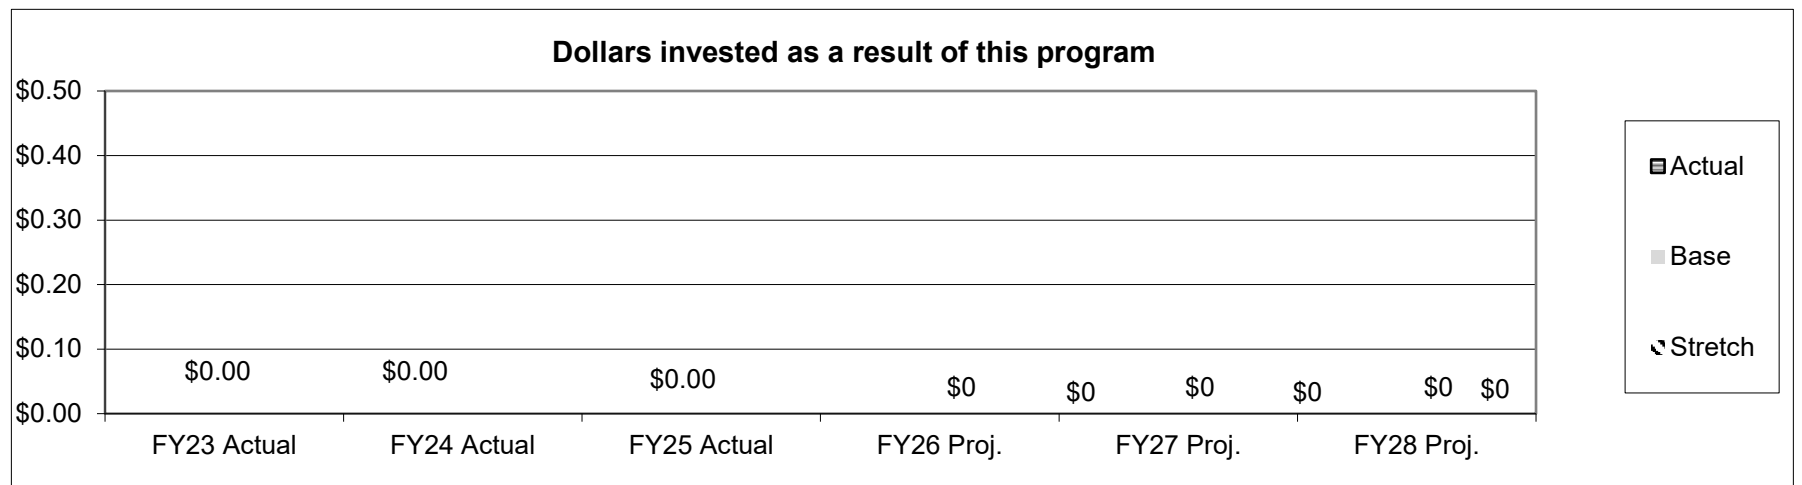 Dollars invested as a result of this program
$0.50
$0.40
$0.30
$0.20
$0.10
$0.00
$0.00 $0.00 $0.00 $0 $0 $0 $0 $0 $0
FY23 Actual FY24 Actual FY25 Actual FY26 Proj. FY27 Proj. FY28 Proj.
Actual
Base
Stretch